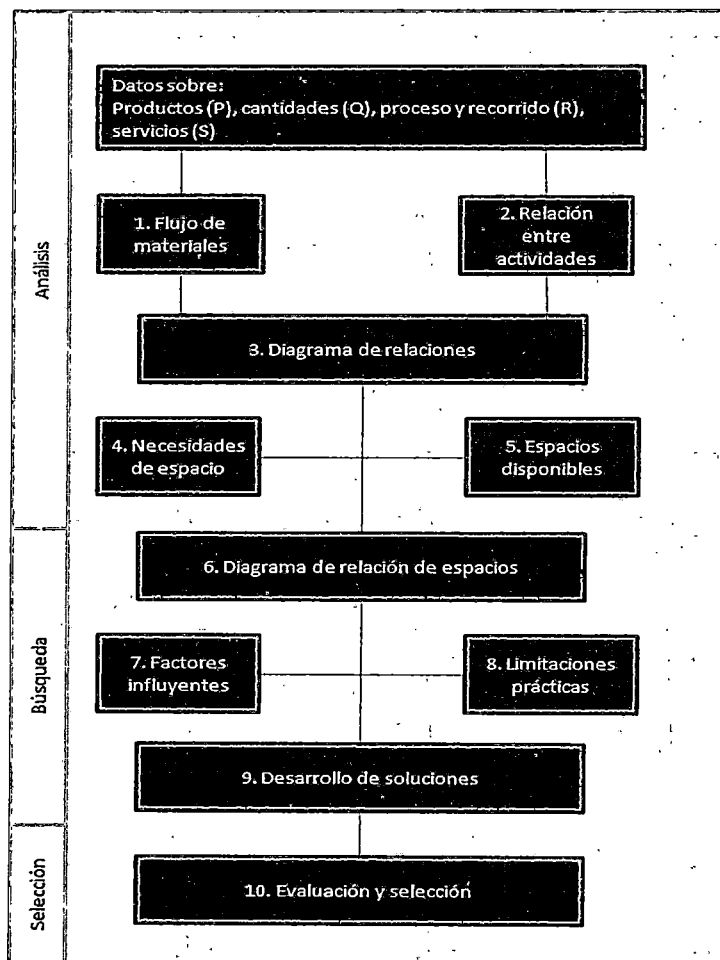 Datos sobre:
Productos (P), cantidades (Q), proceso y recorrido (R),
servicios (S)
1. Flujo de
materiales
2. Relación
entre
actividades
3. Diagrama de relaciones
4. Necesidades
de espacio
5. Espacios
disponibles
Análisis
6. Diagrama de relación de espacios
7. Factores
influyentes
8. Limitaciones
prácticas
9. Desarrollo de soluciones
Búsqueda
10. Evaluación y selección
Selección